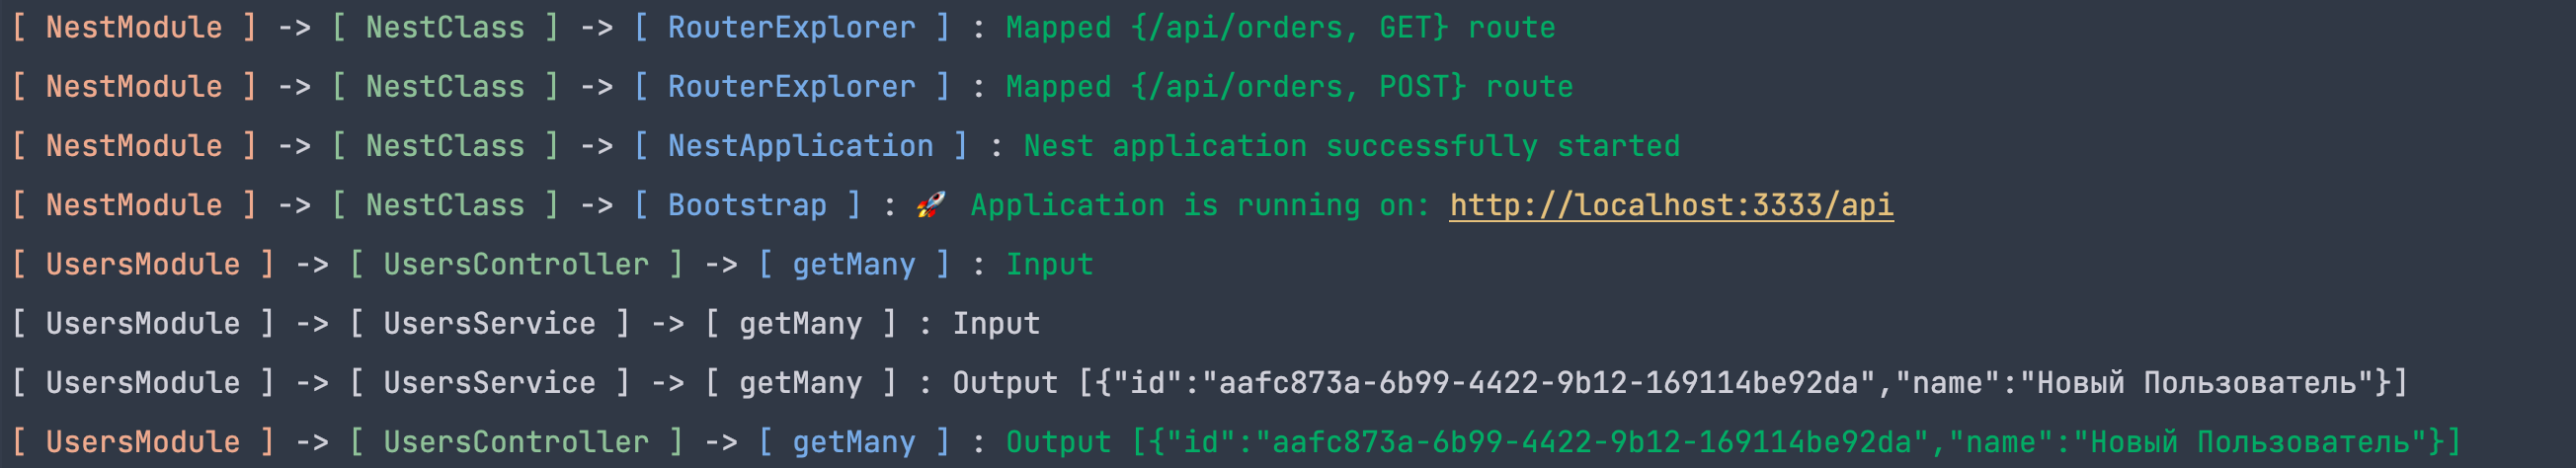 [ NestModule ] -> [ NestClass ] -> [ RouterExplorer ] : Mapped {/api/orders, GET} route
[ NestModule ] -> [ NestClass ] -> [ RouterExplorer ] : Mapped {/api/orders, POST} route
[ NestModule ] -> [ NestClass ] -> [ NestApplication ] : Nest application successfully started
[ NestModule ] -> [ NestClass ] -> [ Bootstrap ] : 🚀 Application is running on: http://localhost:3333/api
[ UsersModule ] -> [ UsersController ] -> [ getMany ] : Input
[ UsersModule ] -> [ UsersService ] -> [ getMany ] : Input
[ UsersModule ] -> [ UsersService ] -> [ getMany ] : Output [{"id":"aafc873a-6b99-4422-9b12-169114be92da","name":"Новый Пользователь"}]
[ UsersModule ] -> [ UsersController ] -> [ getMany ] : Output [{"id":"aafc873a-6b99-4422-9b12-169114be92da","name":"Новый Пользователь"}]